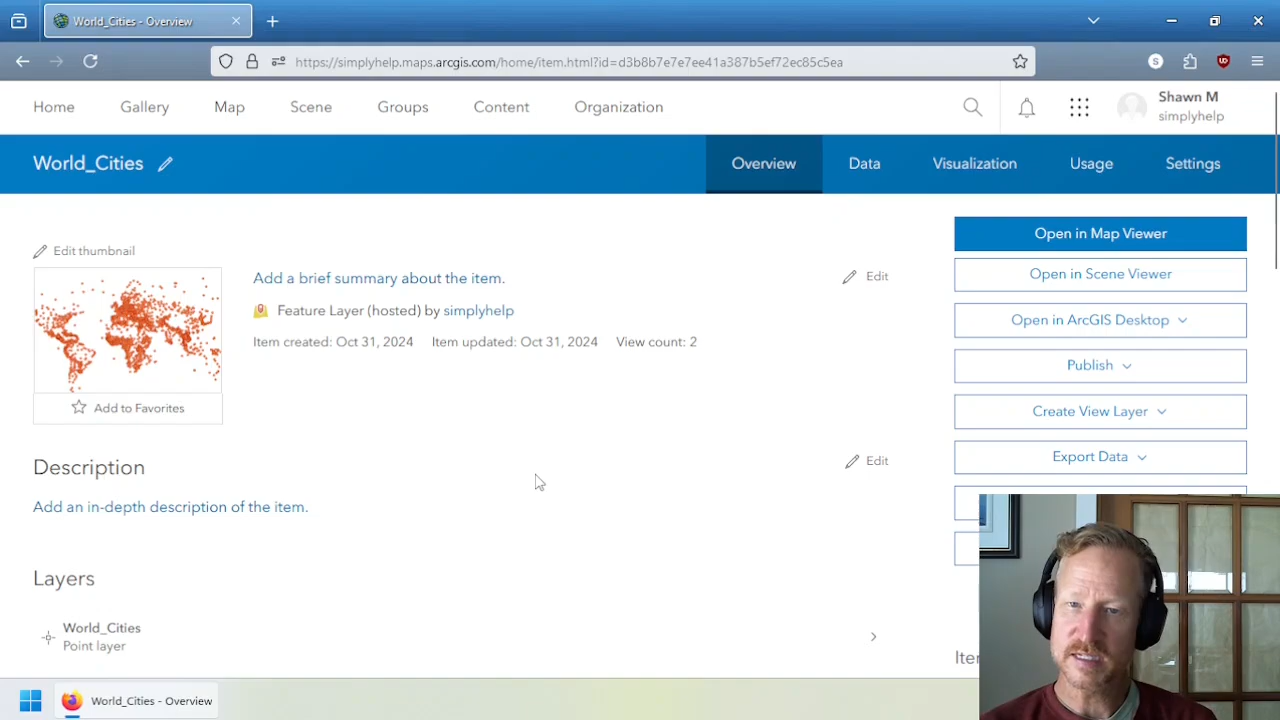 World_Cities - Overview
https://simplyhelp.maps.arcgis.com/home/item.html?id=d3b8b7e7e7ee41a387b5ef72ec85c5ea
S
Home
Gallery
Map
Scene
Groups
Content
Organization
Shawn M
simplyhelp
World_Cities
Overview
Data
Visualization
Usage
Settings
Edit thumbnail
Add to Favorites
Add a brief summary about the item.
Edit
Feature Layer (hosted) by simplyhelp
Item created: Oct 31, 2024
Item updated: Oct 31, 2024
View count: 2
Description
Edit
Add an in-depth description of the item.
Layers
World_Cities
Point layer
Open in Map Viewer
Open in Scene Viewer
Open in ArcGIS Desktop
Publish
Create View Layer
Export Data
World_Cities - Overview